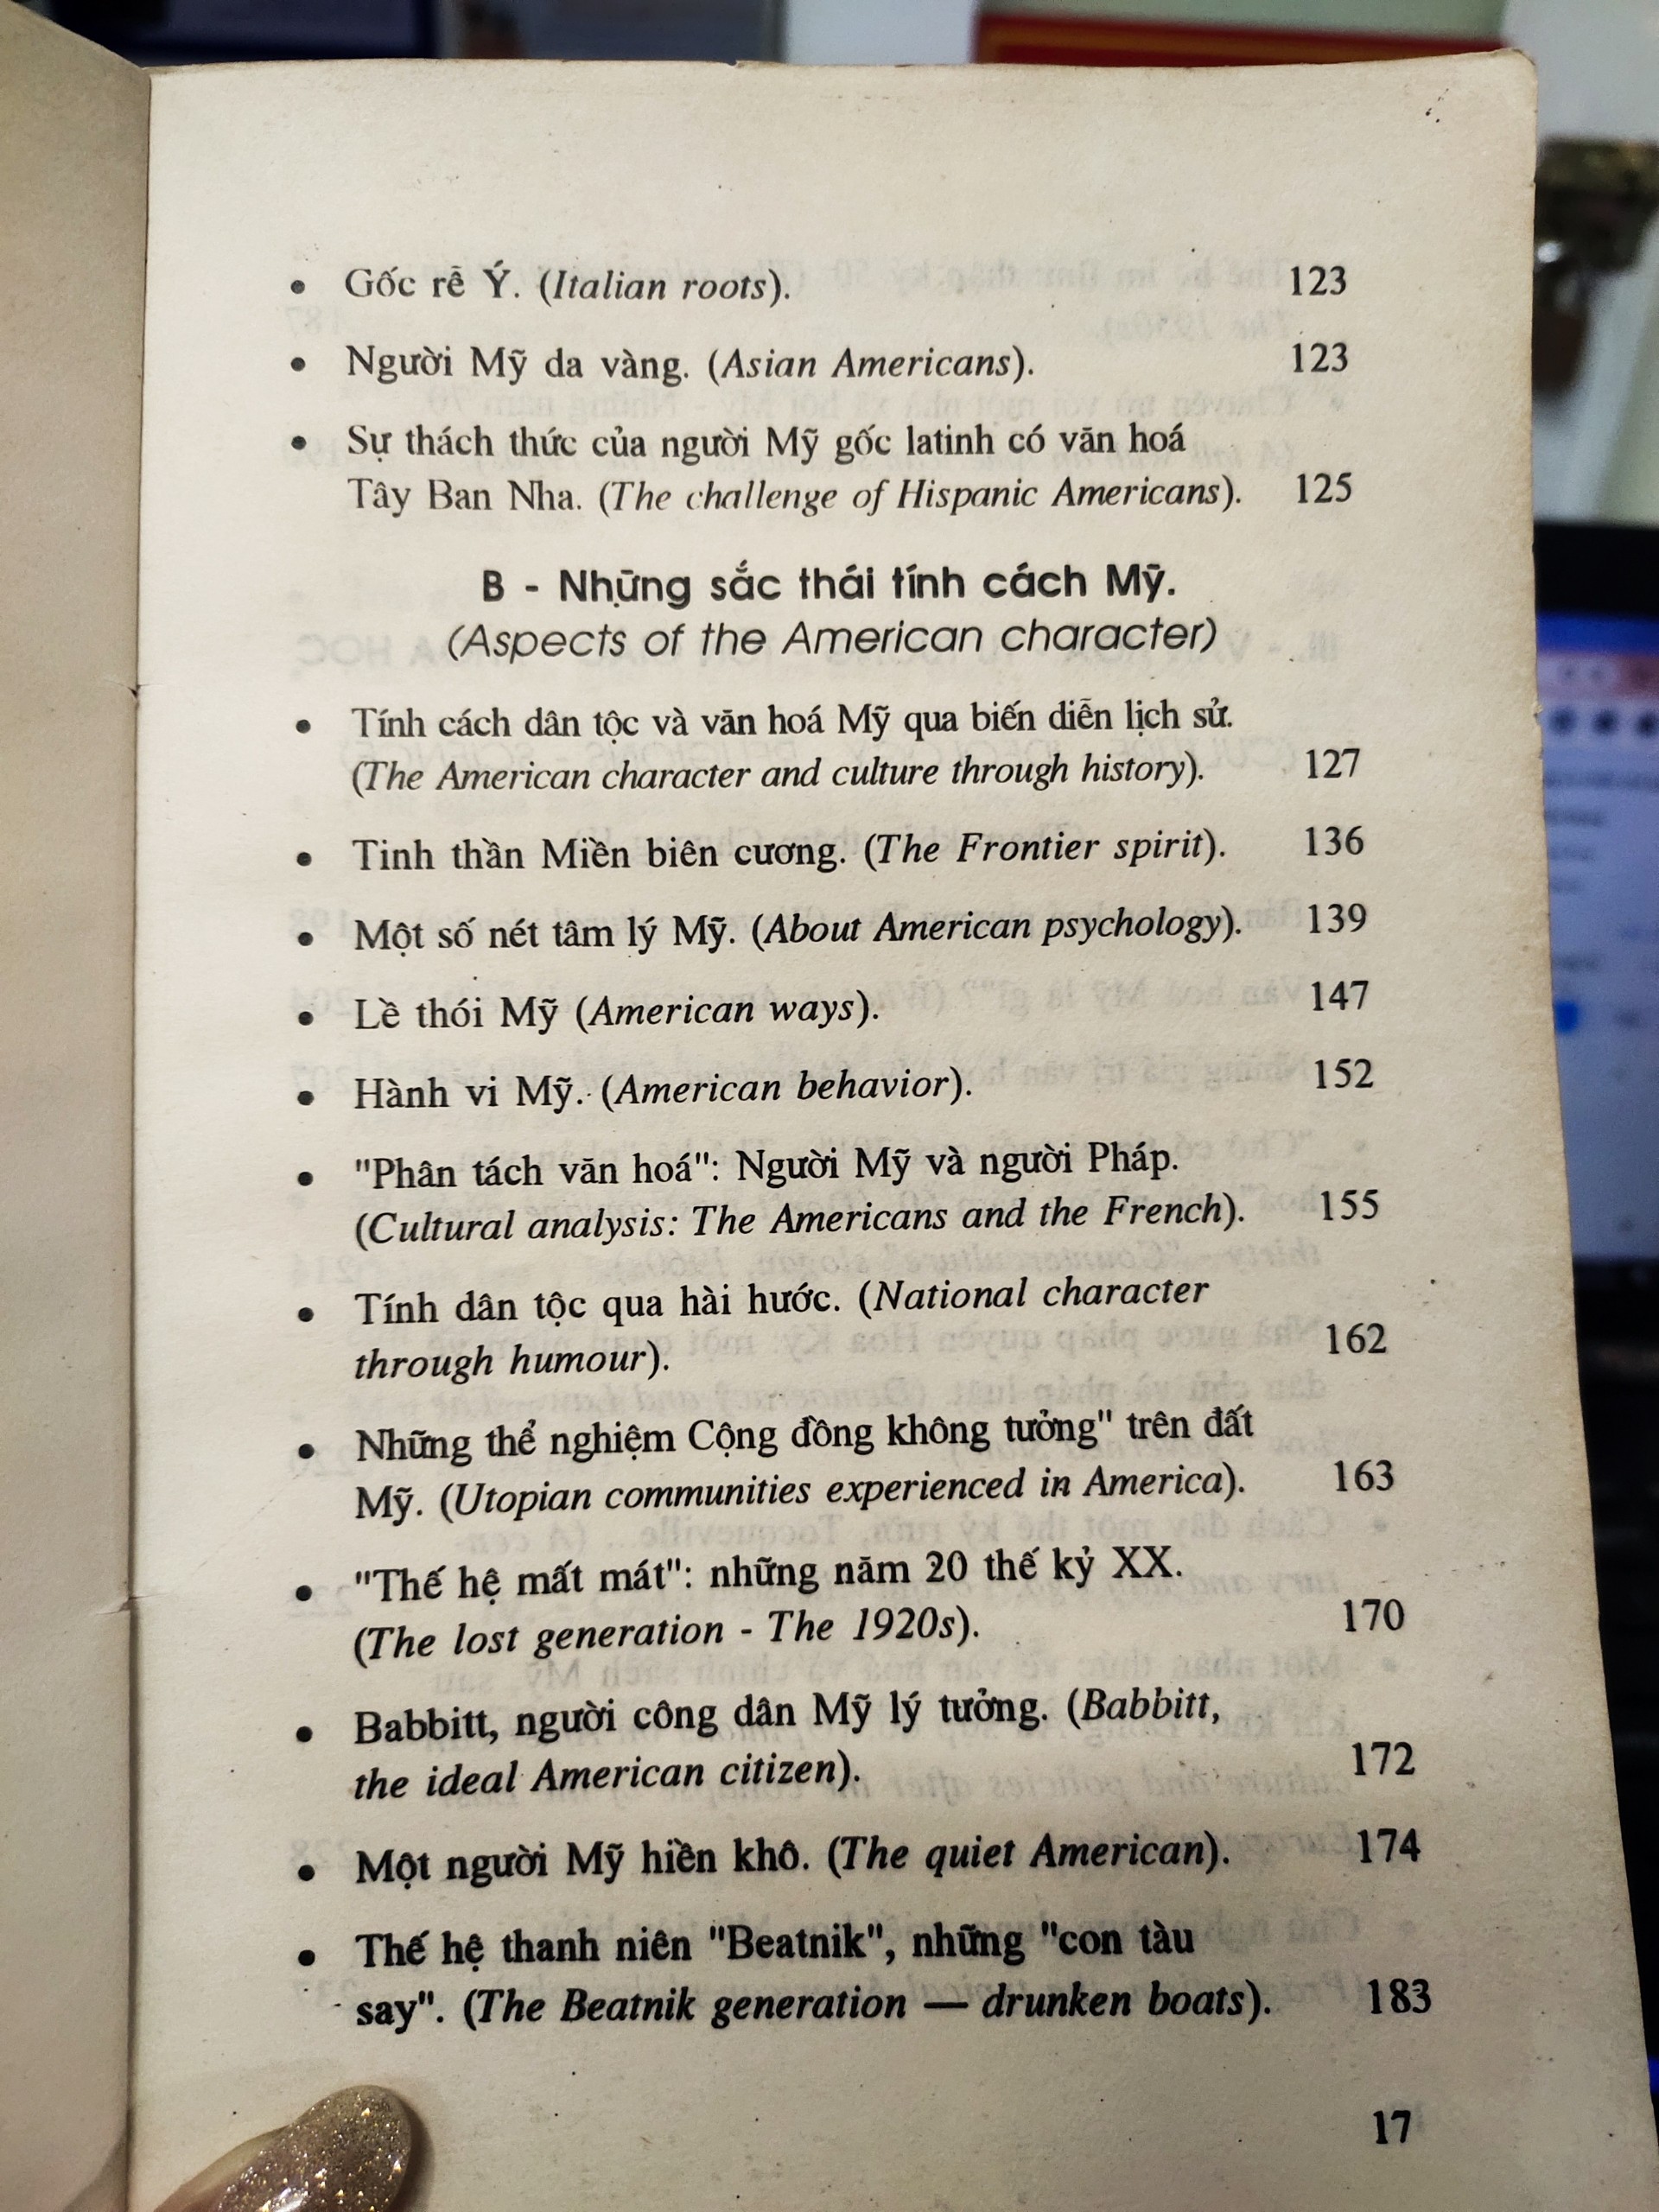 • Gốc rễ Ý. (Italian roots). 123
• Người Mỹ da vàng. (Asian Americans). 123
• Sự thách thức của người Mỹ gốc latinh có văn hoá
Tây Ban Nha. (The challenge of Hispanic Americans). 125
B - Những sắc thái tính cách Mỹ.
(Aspects of the American character)
• Tính cách dân tộc và văn hoá Mỹ qua biến diễn lịch sử.
(The American character and culture through history). 127
• Tinh thần Miền biên cương. (The Frontier spirit). 136
• Một số nét tâm lý Mỹ. (About American psychology). 139
• Lề thói Mỹ (American ways). 147
• Hành vi Mỹ. (American behavior). 152
• "Phân tách văn hoá": Người Mỹ và người Pháp.
(Cultural analysis: The Americans and the French). 155
• Tính dân tộc qua hài hước. (National character
through humour). 162
• Những thể nghiệm Cộng đồng không tưởng" trên đất
Mỹ. (Utopian communities experienced in America). 163
• "Thế hệ mất mát": những năm 20 thế kỷ XX.
(The lost generation - The 1920s). 170
• Babbitt, người công dân Mỹ lý tưởng. (Babbitt,
the ideal American citizen). 172
• Một người Mỹ hiền khô. (The quiet American). 174
• Thế hệ thanh niên "Beatnik", những "con tàu
say". (The Beatnik generation — drunken boats). 183
17